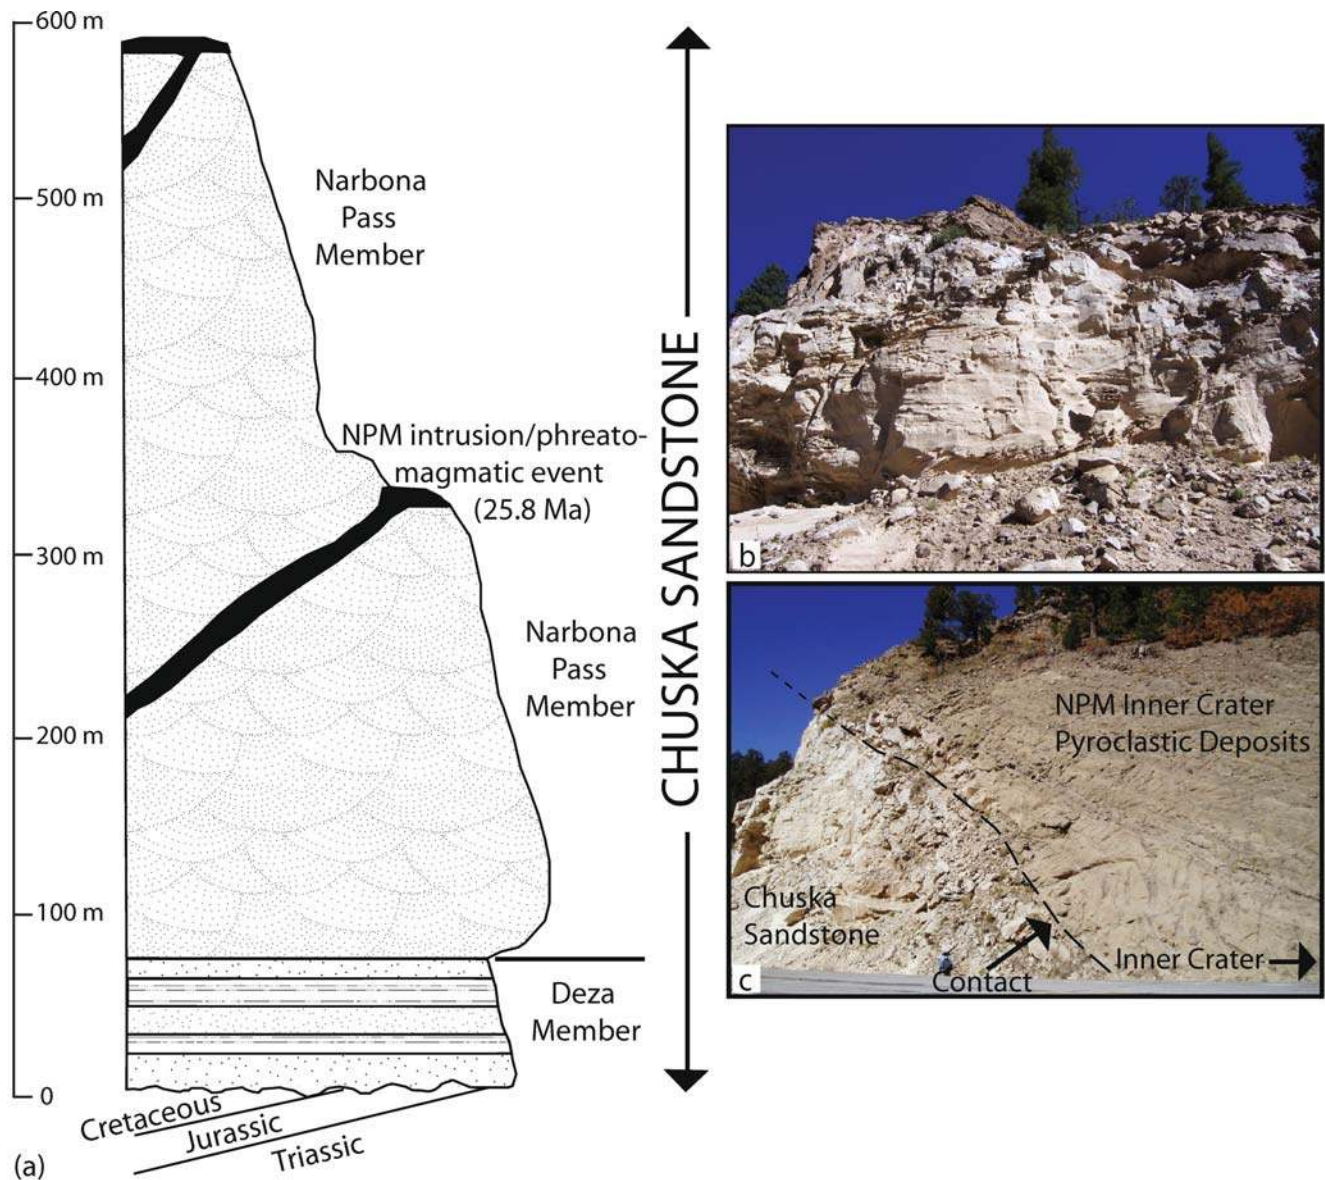 600 m
500 m
400 m
300 m
200 m
100 m
0
Narbona
Pass
Member
NPM intrusion/phreato-
magmatic event
(25.8 Ma)
Narbona
Pass
Member
Deza
Member
Cretaceous
Jurassic
Triassic
(a)
CHUSKA SANDSTONE
b
NPM Inner Crater
Pyroclastic Deposits
Chuska
Sandstone
Contact
Inner Crater
c